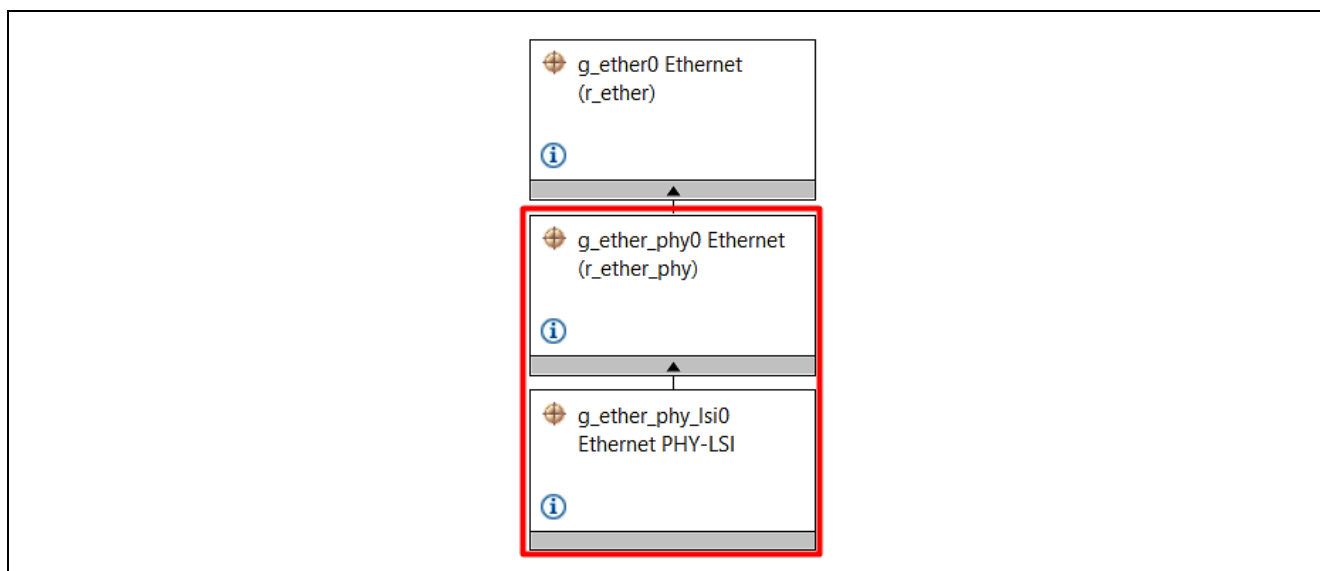 g_ether0 Ethernet
(r_ether)
g_ether_phy0 Ethernet
(r_ether_phy)
g_ether_phy_lsi0
Ethernet PHY-LSI